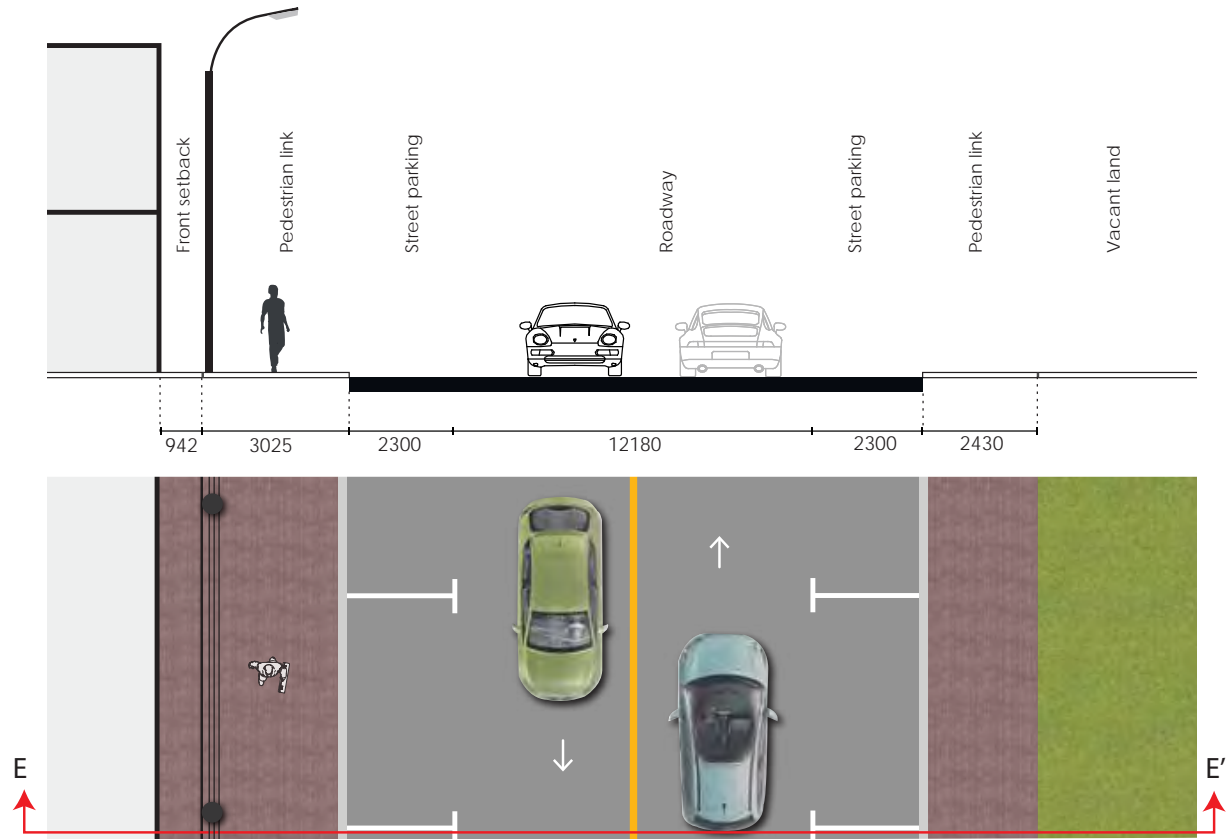 Front setback
Pedestrian link
Street parking
Roadway
Street parking
Pedestrian link
Vacant land
942
3025
2300
12180
2300
2430
E
E'